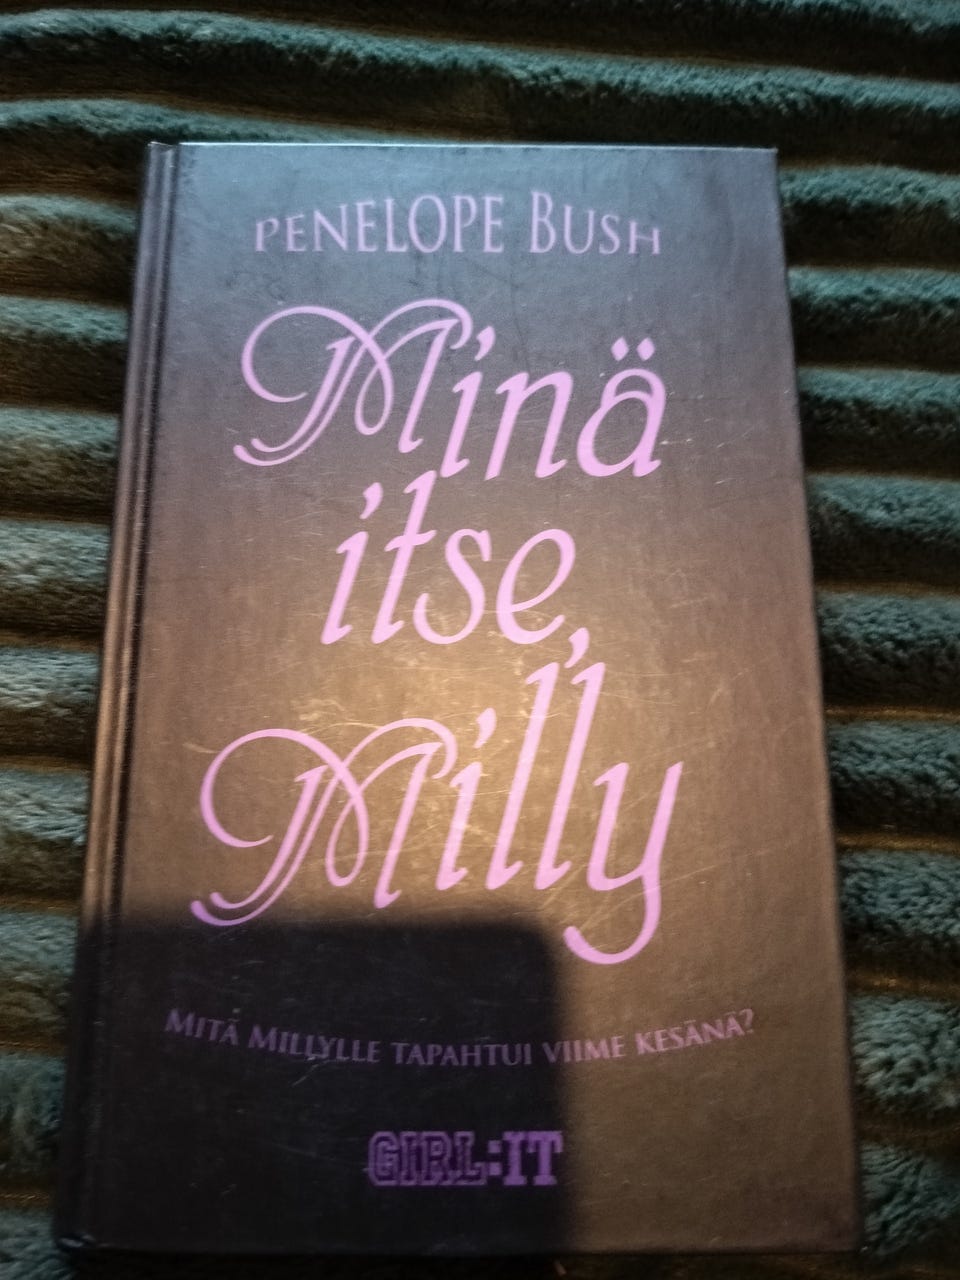 PENELOPE BUSH
Minä
itse,
Milly
MITÄ MILLYLLE TAPAHTUI VIIME KESÄNÄ?
GIRL:IT